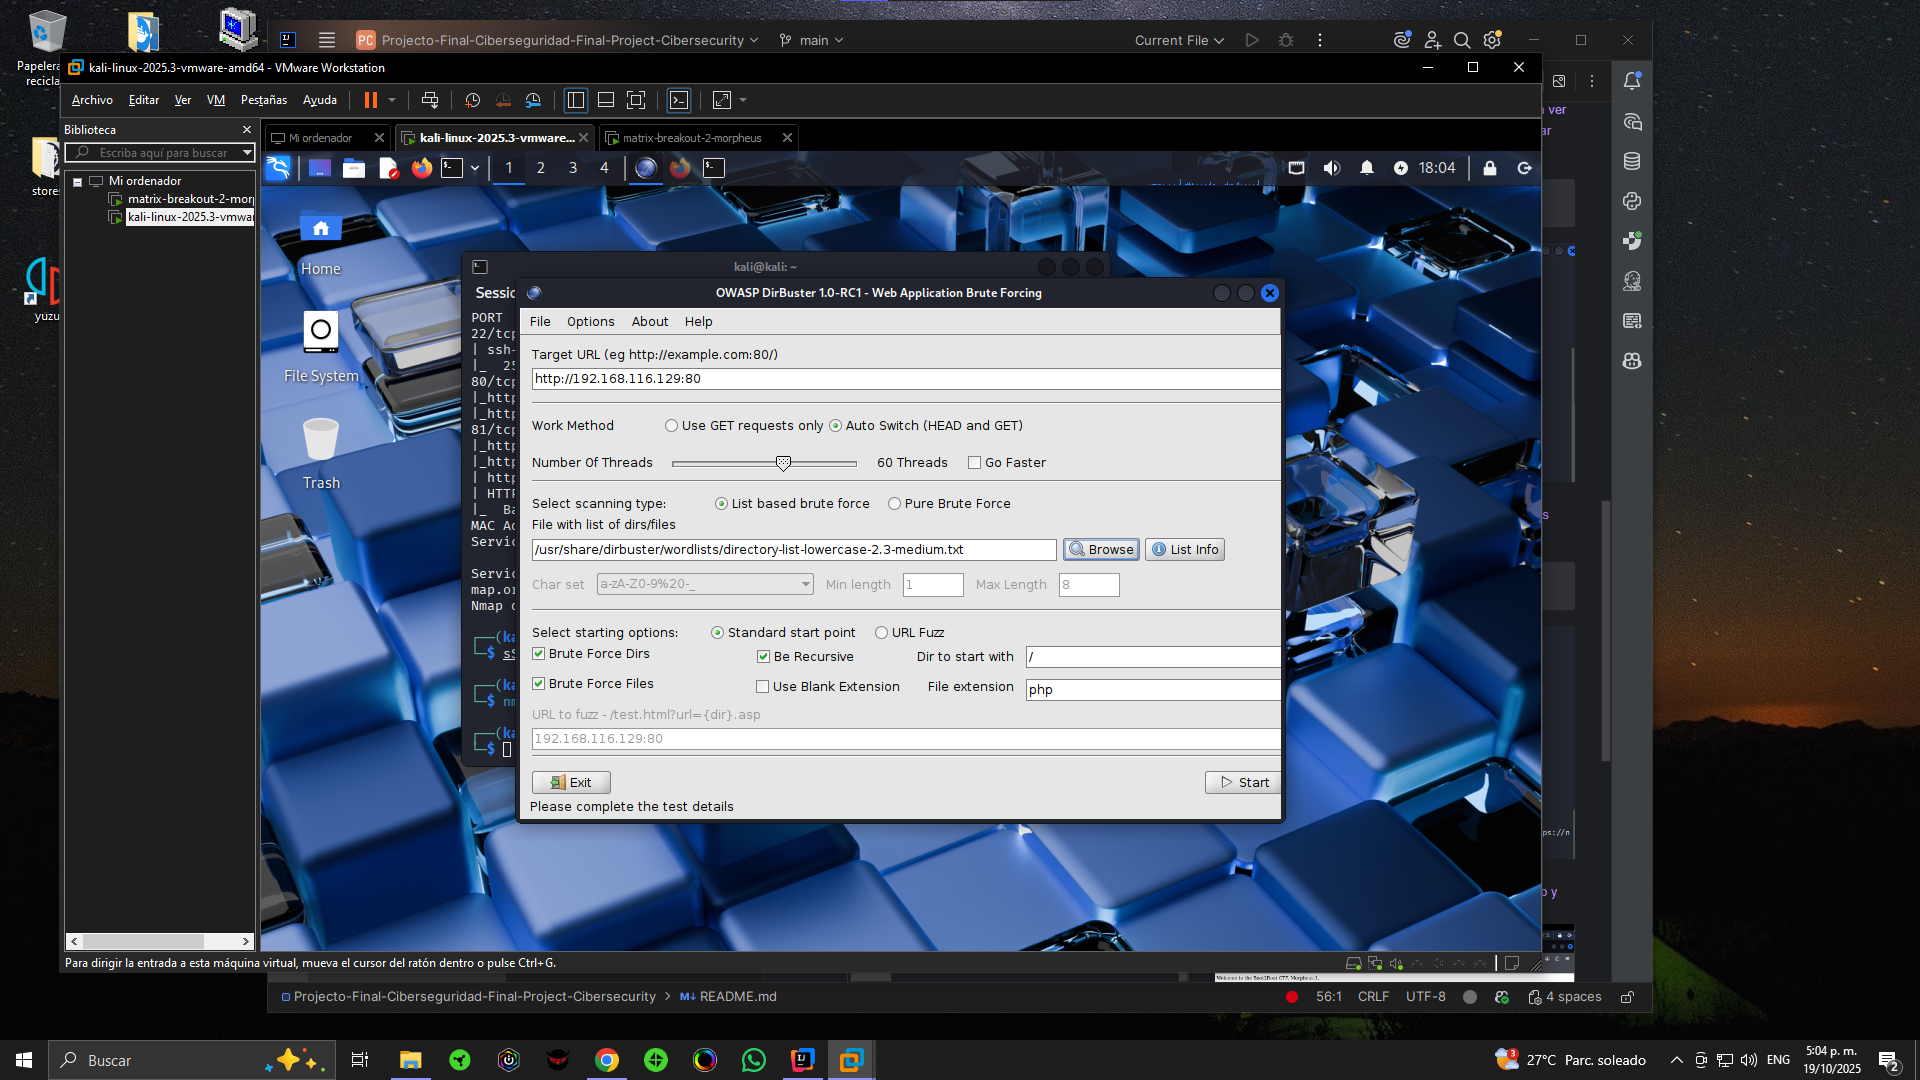 Papelera
recicla
stores
yuzu
PC Projecto-Final-Ciberseguridad-Final-Project-Cibersecurity
main
Current File
kali-linux-2025.3-vmware-amd64 - VMware Workstation
Archivo Editar Ver VM Pestañas Ayuda
Biblioteca
Escriba aquí para buscar
Mi ordenador
matrix-breakout-2-morp
kali-linux-2025.3-vmwar
Mi ordenador
kali-linux-2025.3-vmware...
matrix-breakout-2-morpheus
1 2 3 4
18:04
Home
File System
Trash
kali@kali: ~
Sessio
PORT
22/tcp
| ssh-
|_ 25
80/tcp
|_http
|_http
81/tcp
|_http
|_http
| http
| HTTP
|_ Ba
MAC Ad
Servic
Servic
map.or
Nmap d
(ka
$ sS
(ka
$ nm
(ka
$
OWASP DirBuster 1.0-RC1 - Web Application Brute Forcing
File Options About Help
Target URL (eg http://example.com:80/)
http://192.168.116.129:80
Work Method Use GET requests only Auto Switch (HEAD and GET)
Number Of Threads 60 Threads Go Faster
Select scanning type: List based brute force Pure Brute Force
File with list of dirs/files
/usr/share/dirbuster/wordlists/directory-list-lowercase-2.3-medium.txt Browse List Info
Char set a-zA-Z0-9%20-_ Min length 1 Max Length 8
Select starting options: Standard start point URL Fuzz
Brute Force Dirs Be Recursive Dir to start with /
Brute Force Files Use Blank Extension File extension php
URL to fuzz - /test.html?url={dir}.asp
192.168.116.129:80
Exit Start
Please complete the test details
n ver
ar
s
ps://n
o y
Para dirigir la entrada a esta máquina virtual, mueva el cursor del ratón dentro o pulse Ctrl+G.
Projecto-Final-Ciberseguridad-Final-Project-Cibersecurity > M↓ README.md
56:1 CRLF UTF-8 4 spaces
Buscar
3
27°C Parc. soleado
ENG
5:04 p. m.
19/10/2025
2